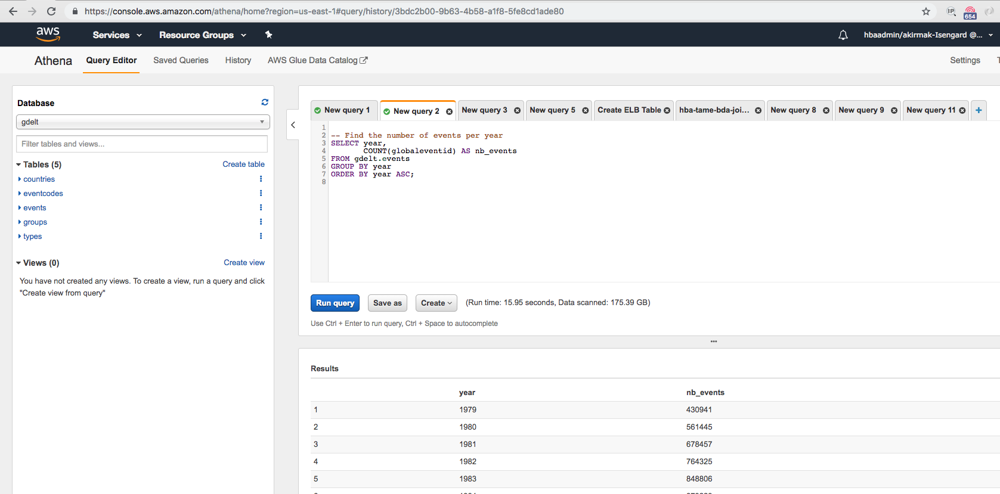 https://console.aws.amazon.com/athena/home?region=us-east-1#query/history/3bdc2b00-9b63-4b58-a1f8-5fe8cd1ade80
IP
654
aws
Services
Resource Groups
hbaadmin/akirmak-Isengard @...
Athena
Query Editor
Saved Queries
History
AWS Glue Data Catalog
Settings
Database
gdelt
Filter tables and views...
Tables (5)
Create table
countries
eventcodes
events
groups
types
Views (0)
Create view
You have not created any views. To create a view, run a query and click
"Create view from query"
New query 1
New query 2
New query 3
New query 5
Create ELB Table
hba-tame-bda-joi...
New query 8
New query 9
New query 11
+
1
2 -- Find the number of events per year
3 SELECT year,
4 COUNT(globaleventid) AS nb_events
5 FROM gdelt.events
6 GROUP BY year
7 ORDER BY year ASC;
8
Run query
Save as
Create
(Run time: 15.95 seconds, Data scanned: 175.39 GB)
Use Ctrl + Enter to run query, Ctrl + Space to autocomplete
Results
year nb_events
1 1979 430941
2 1980 561445
3 1981 678457
4 1982 764325
5 1983 848806